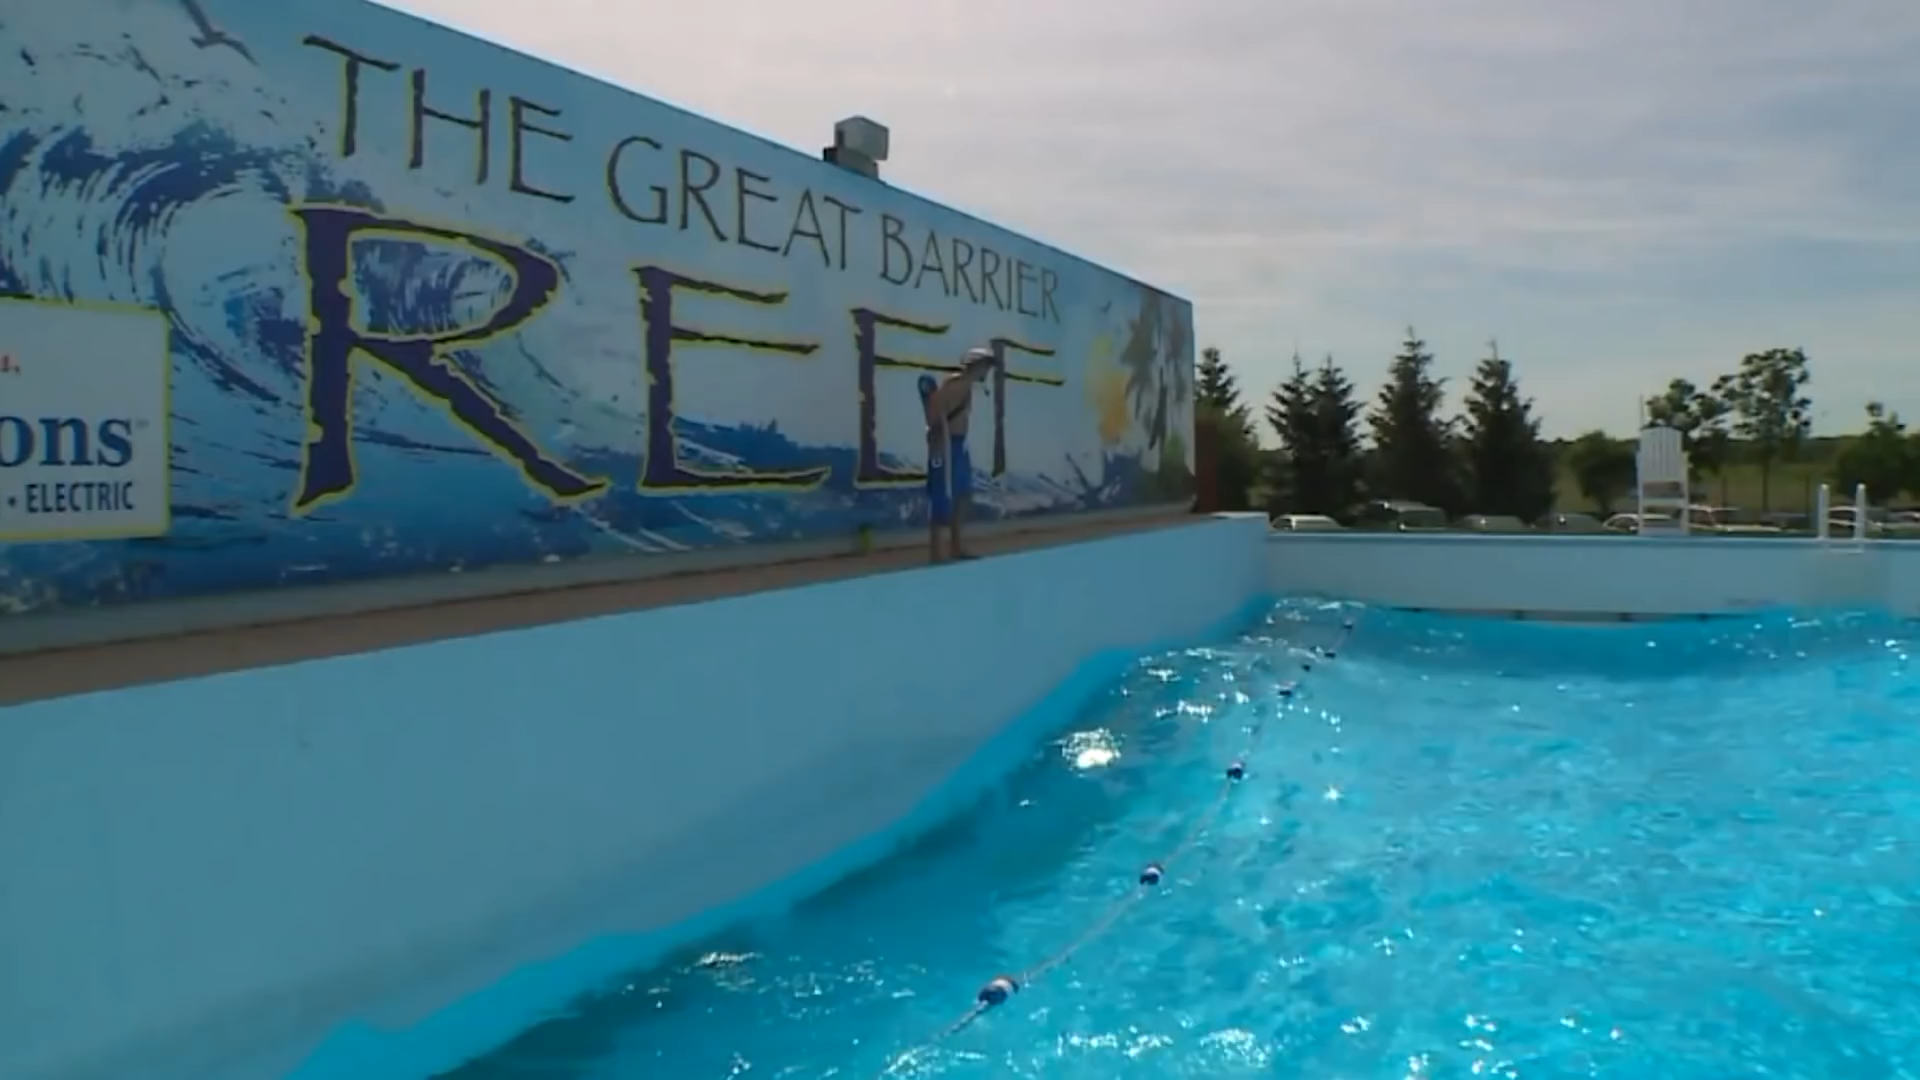 THE GREAT BARRIER
REEF
ons
• ELECTRIC